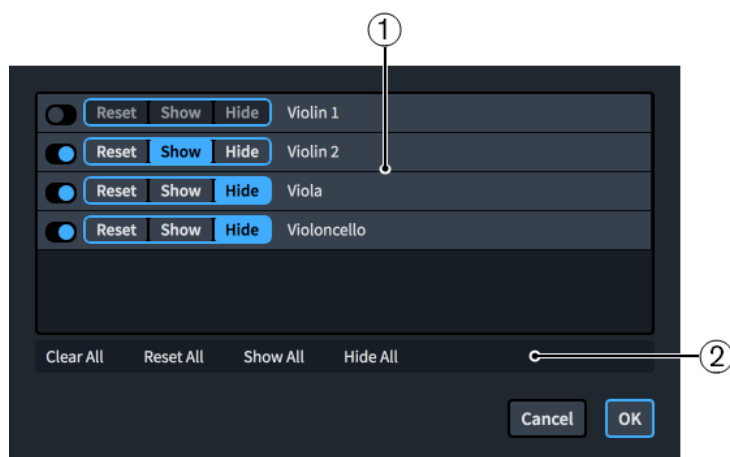 1
Reset Show Hide Violin 1
Reset Show Hide Violin 2
Reset Show Hide Viola
Reset Show Hide Violoncello
Clear All Reset All Show All Hide All
2
Cancel OK